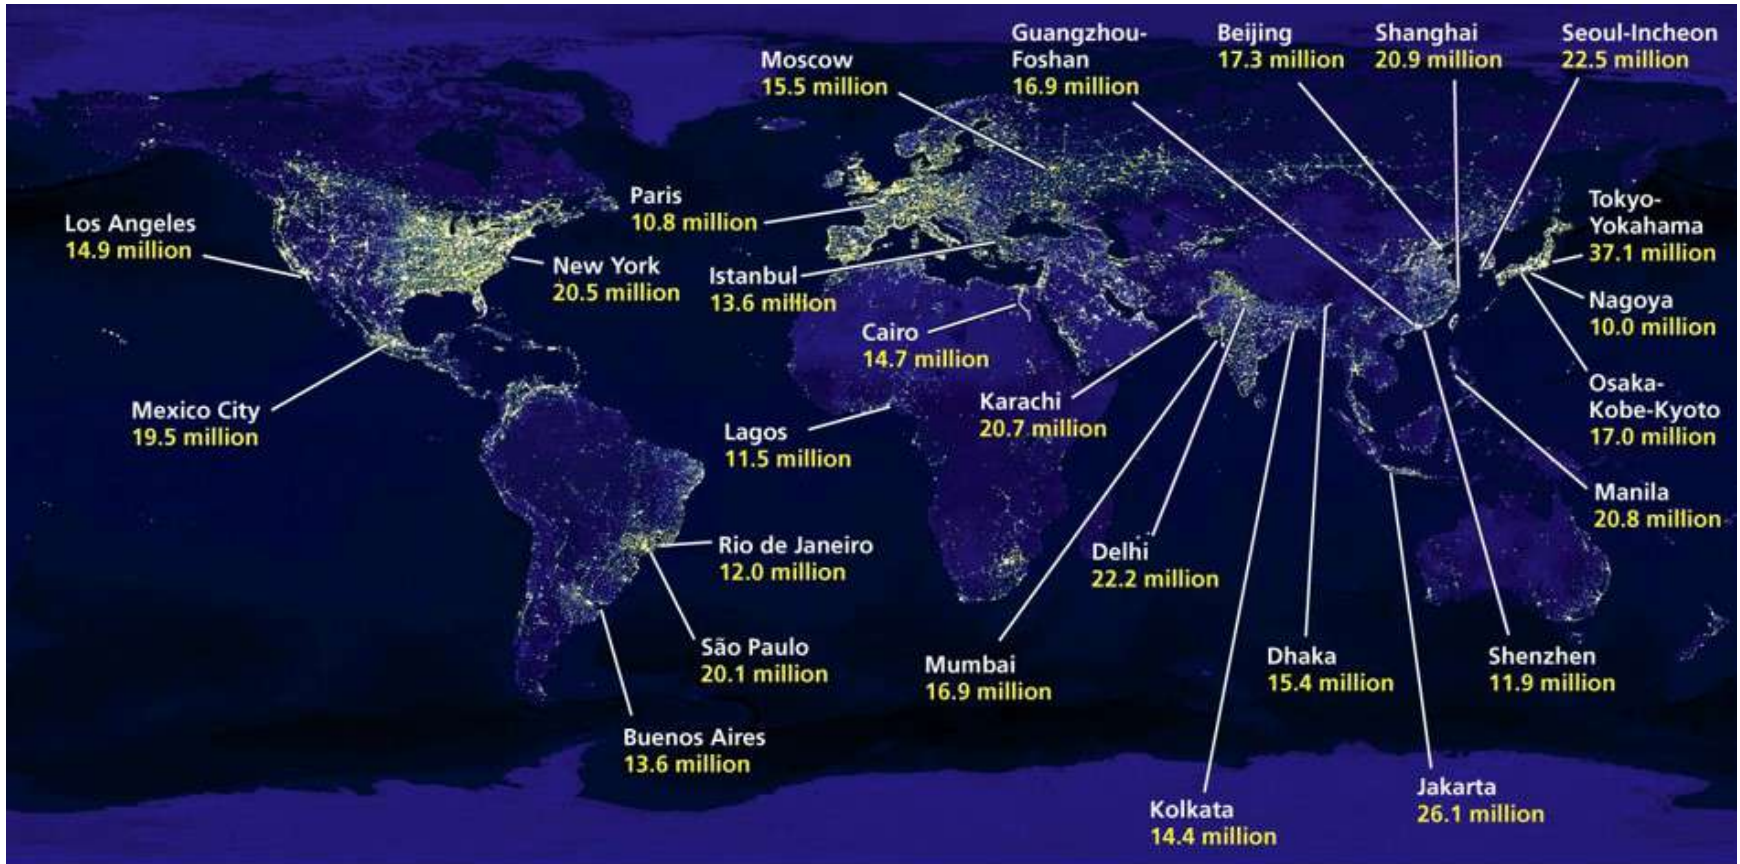 Guangzhou-
Foshan
16.9 million
Beijing
17.3 million
Shanghai
20.9 million
Seoul-Incheon
22.5 million
Moscow
15.5 million
Paris
10.8 million
Los Angeles
14.9 million
New York
20.5 million
Istanbul
13.6 million
Tokyo-
Yokahama
37.1 million
Nagoya
10.0 million
Cairo
14.7 million
Osaka-
Kobe-Kyoto
17.0 million
Mexico City
19.5 million
Karachi
20.7 million
Lagos
11.5 million
Manila
20.8 million
Rio de Janeiro
12.0 million
Delhi
22.2 million
São Paulo
20.1 million
Mumbai
16.9 million
Dhaka
15.4 million
Shenzhen
11.9 million
Buenos Aires
13.6 million
Kolkata
14.4 million
Jakarta
26.1 million